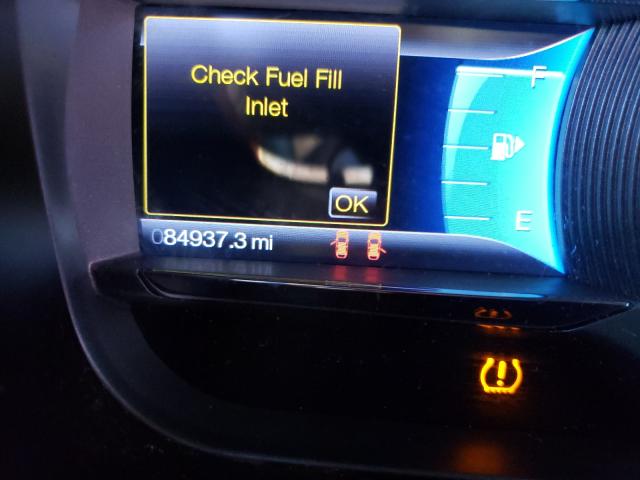 Check Fuel Fill
Inlet
OK
F
E
084937.3 mi